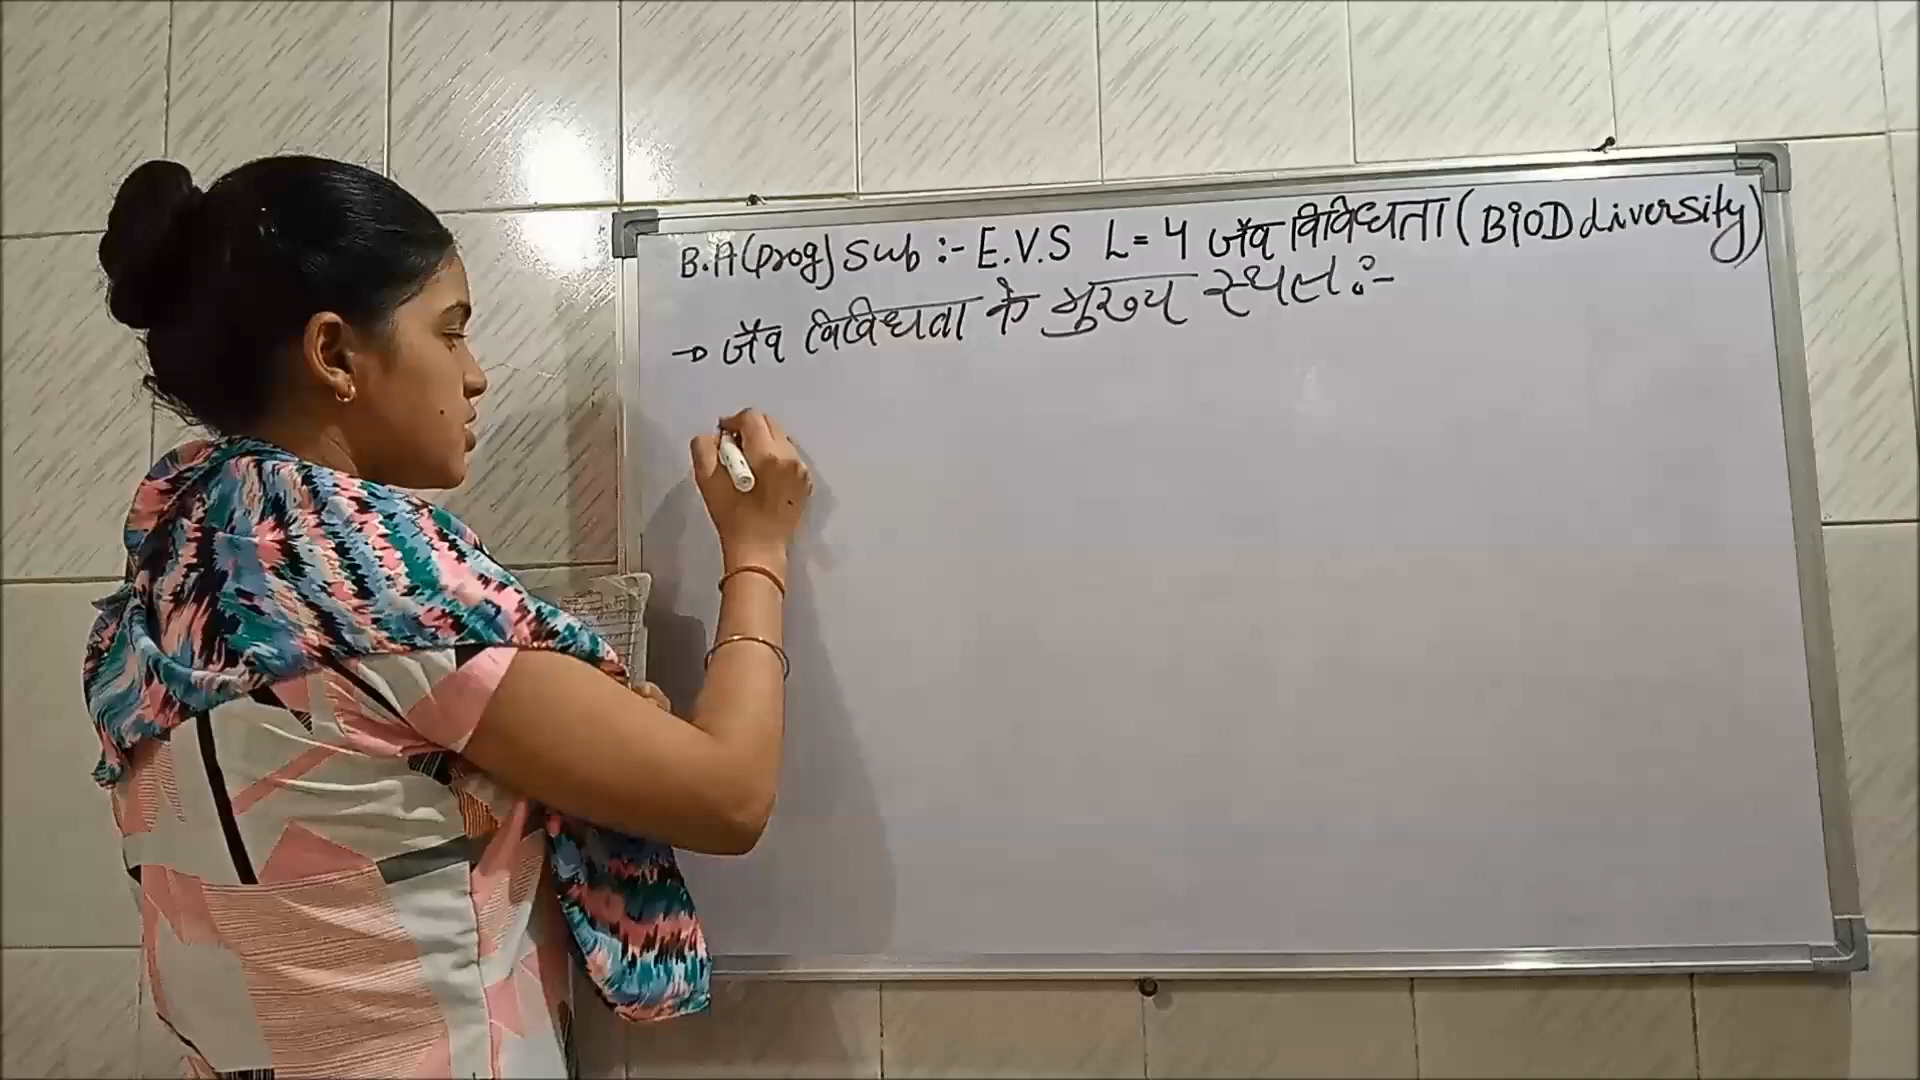 B.A(prog) Sub :- E.V.S L= 4 जैव विविधता (BiODdiversity)
→ जैव विविधता के मुख्य स्थल :-